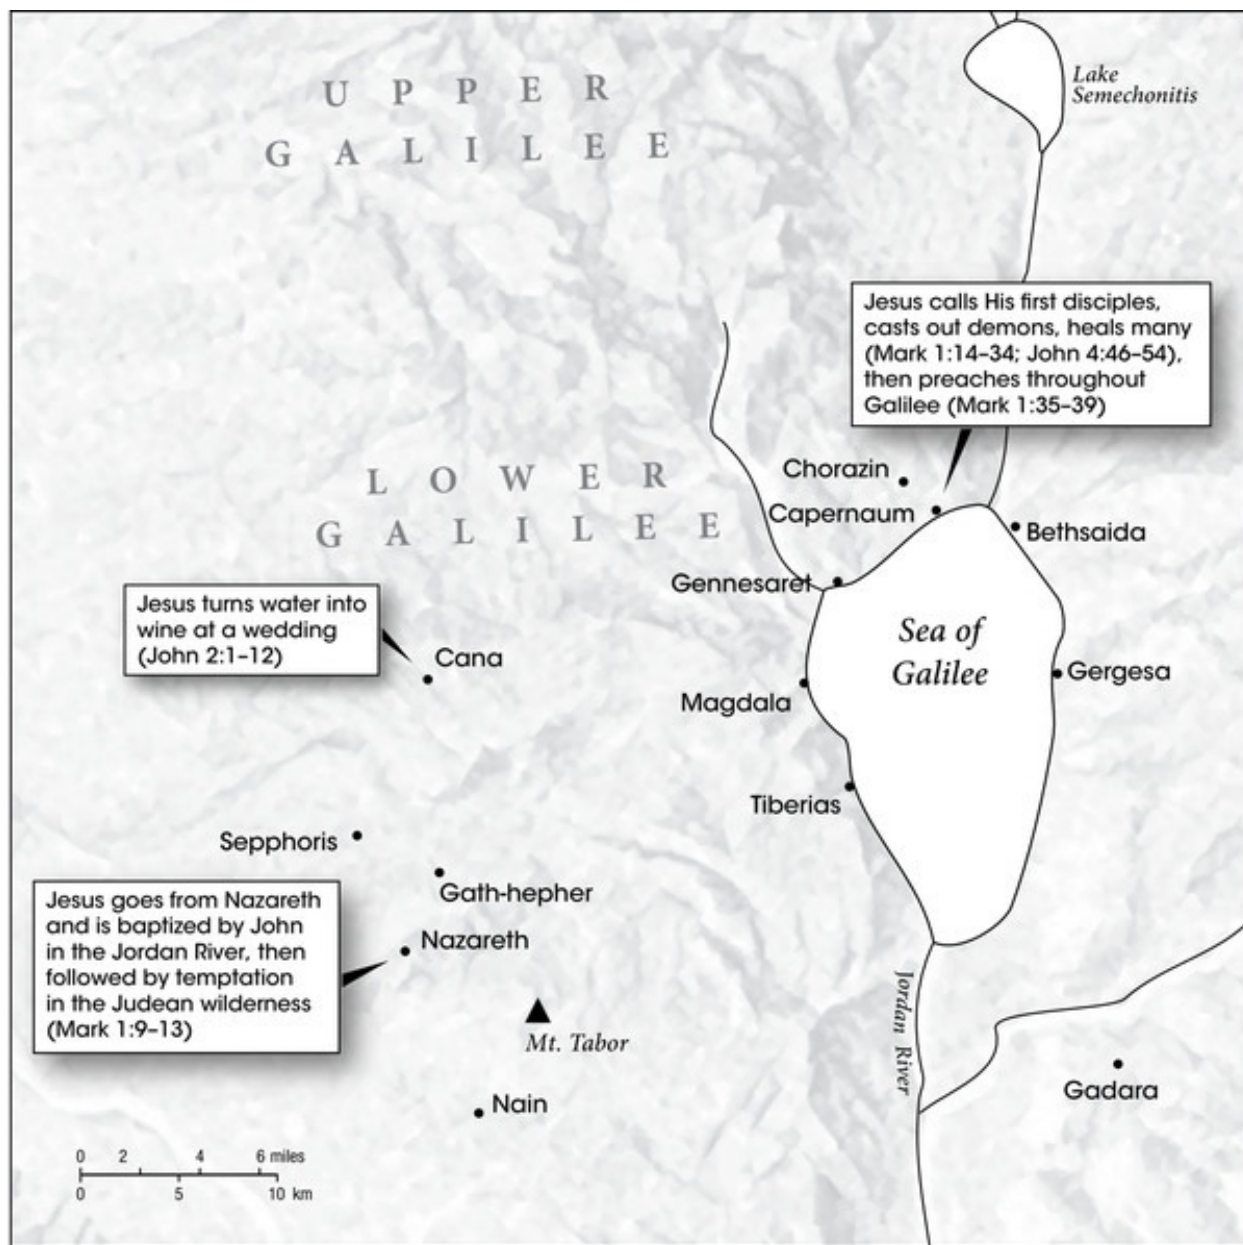 UPPER
GALILEE
Lake
Semechonitis
Jesus calls His first disciples,
casts out demons, heals many
(Mark 1:14–34; John 4:46–54),
then preaches throughout
Galilee (Mark 1:35–39)
LOWER
GALILEE
Chorazin
Capernaum
Bethsaida
Gennesaret
Jesus turns water into
wine at a wedding
(John 2:1–12)
Cana
Sea of
Galilee
Gergesa
Magdala
Tiberias
Sepphoris
Gath-hepher
Jesus goes from Nazareth
and is baptized by John
in the Jordan River, then
followed by temptation
in the Judean wilderness
(Mark 1:9–13)
Nazareth
Mt. Tabor
Jordan River
Gadara
Nain
0 2 4 6 miles
0 5 10 km